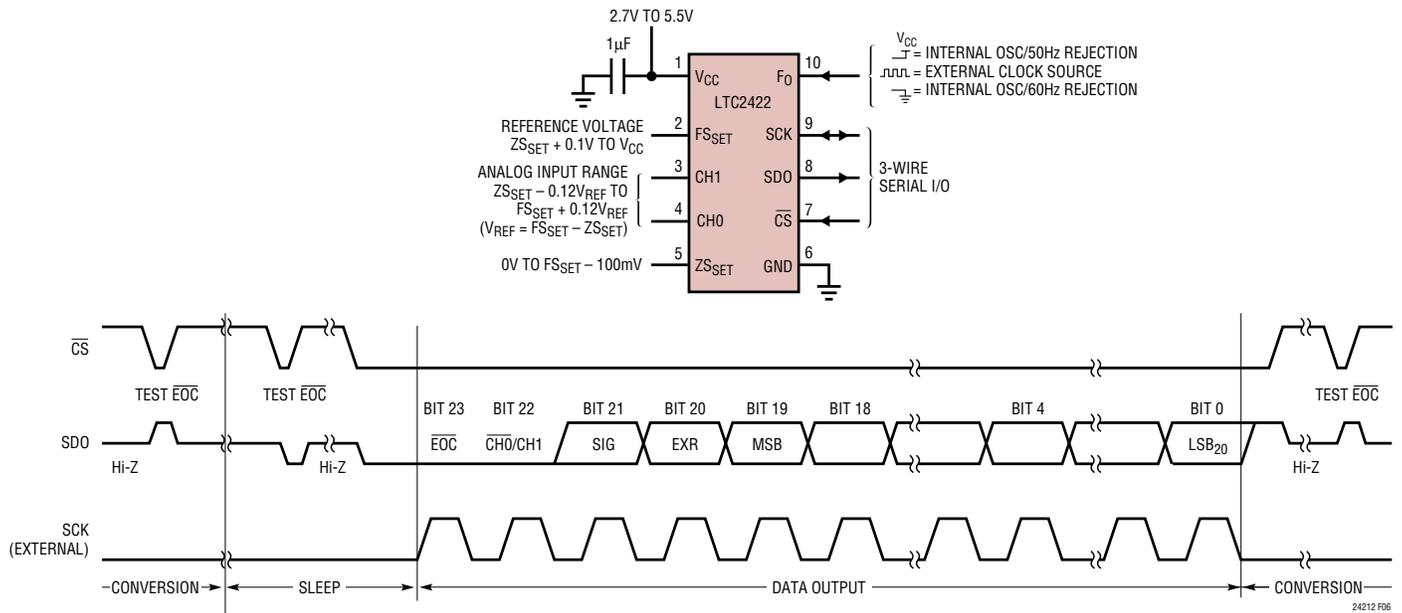 2.7V TO 5.5V
1µF
1
VCC
LTC2422
FO
10
VCC
= INTERNAL OSC/50Hz REJECTION
= EXTERNAL CLOCK SOURCE
= INTERNAL OSC/60Hz REJECTION
REFERENCE VOLTAGE
ZSSET + 0.1V TO VCC
2
FSSET
SCK
9
ANALOG INPUT RANGE
ZSSET – 0.12VREF TO
FSSET + 0.12VREF
(VREF = FSSET – ZSSET)
3
CH1
SDO
8
3-WIRE
SERIAL I/O
4
CH0
CS
7
0V TO FSSET – 100mV
5
ZSSET
GND
6
CS
TEST EOC
TEST EOC
TEST EOC
BIT 23
BIT 22
BIT 21
BIT 20
BIT 19
BIT 18
BIT 4
BIT 0
SDO
EOC
CH0/CH1
SIG
EXR
MSB
LSB20
Hi-Z
Hi-Z
Hi-Z
SCK
(EXTERNAL)
CONVERSION
SLEEP
DATA OUTPUT
CONVERSION
24212 F06